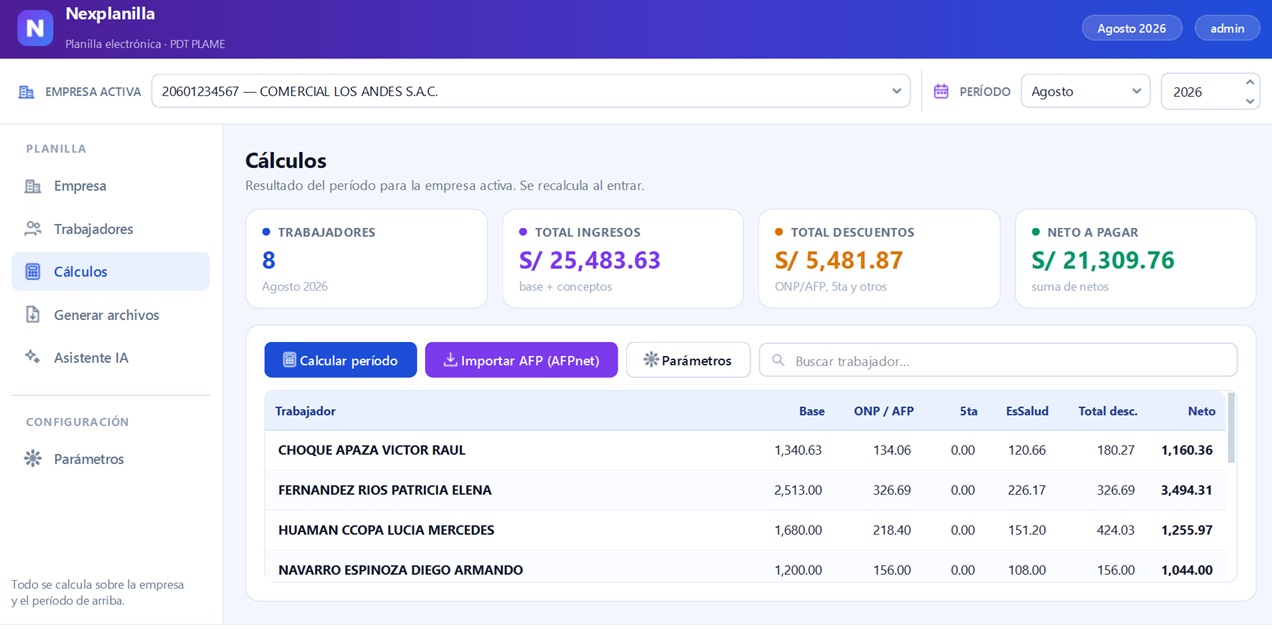 N
Nexplanilla
Planilla electrónica · PDT PLAME
Agosto 2026
admin
EMPRESA ACTIVA
20601234567 — COMERCIAL LOS ANDES S.A.C.
PERÍODO
Agosto
2026
PLANILLA
Empresa
Trabajadores
Cálculos
Generar archivos
Asistente IA
CONFIGURACIÓN
Parámetros
Todo se calcula sobre la empresa
y el período de arriba.
Cálculos
Resultado del período para la empresa activa. Se recalcula al entrar.
TRABAJADORES
8
Agosto 2026
TOTAL INGRESOS
S/ 25,483.63
base + conceptos
TOTAL DESCUENTOS
S/ 5,481.87
ONP/AFP, 5ta y otros
NETO A PAGAR
S/ 21,309.76
suma de netos
Calcular período
Importar AFP (AFPnet)
Parámetros
Buscar trabajador...
Trabajador Base ONP / AFP 5ta EsSalud Total desc. Neto
CHOQUE APAZA VICTOR RAUL 1,340.63 134.06 0.00 120.66 180.27 1,160.36
FERNANDEZ RIOS PATRICIA ELENA 2,513.00 326.69 0.00 226.17 326.69 3,494.31
HUAMAN CCOPA LUCIA MERCEDES 1,680.00 218.40 0.00 151.20 424.03 1,255.97
NAVARRO ESPINOZA DIEGO ARMANDO 1,200.00 156.00 0.00 108.00 156.00 1,044.00